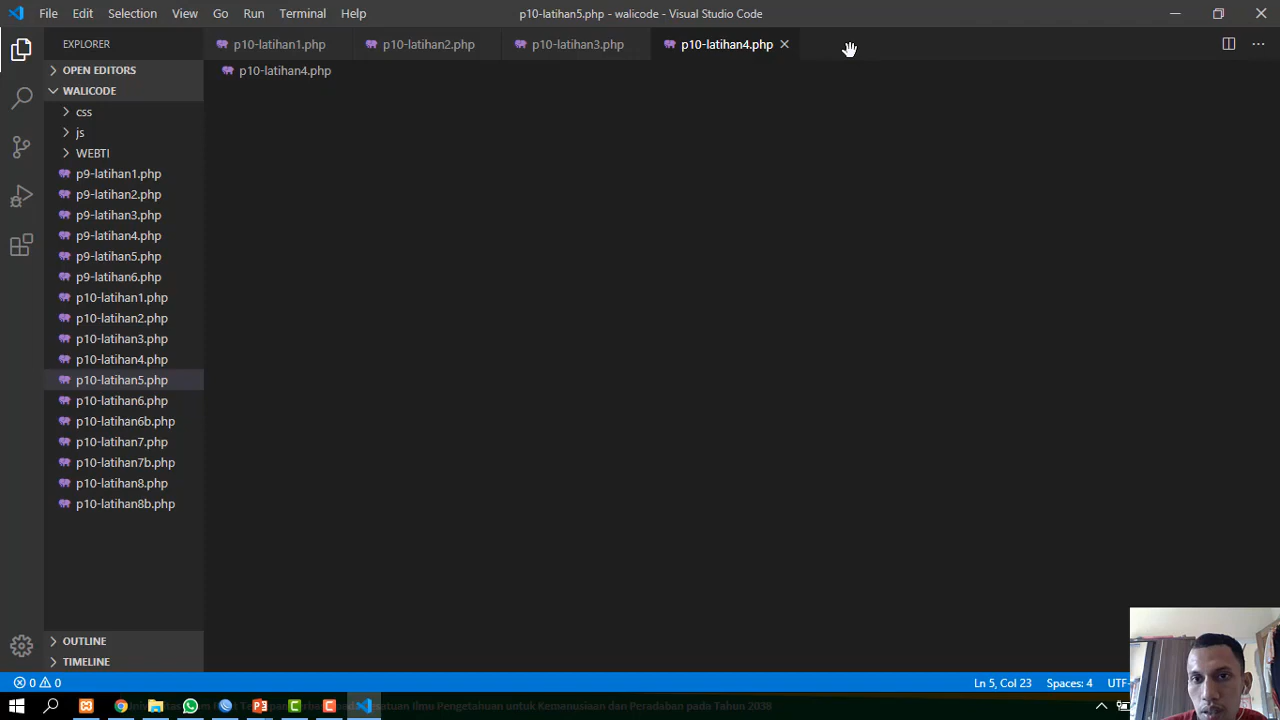 File Edit Selection View Go Run Terminal Help
p10-latihan5.php - walicode - Visual Studio Code
EXPLORER
p10-latihan1.php
p10-latihan2.php
p10-latihan3.php
p10-latihan4.php
OPEN EDITORS
p10-latihan4.php
WALICODE
css
js
WEBTI
p9-latihan1.php
p9-latihan2.php
p9-latihan3.php
p9-latihan4.php
p9-latihan5.php
p9-latihan6.php
p10-latihan1.php
p10-latihan2.php
p10-latihan3.php
p10-latihan4.php
p10-latihan5.php
p10-latihan6.php
p10-latihan6b.php
p10-latihan7.php
p10-latihan7b.php
p10-latihan8.php
p10-latihan8b.php
OUTLINE
TIMELINE
0 0
Ln 5, Col 23 Spaces: 4 UTF-
Ilmu Pengetahuan untuk Kemanusiaan dan Peradaban pada Tahun 2038